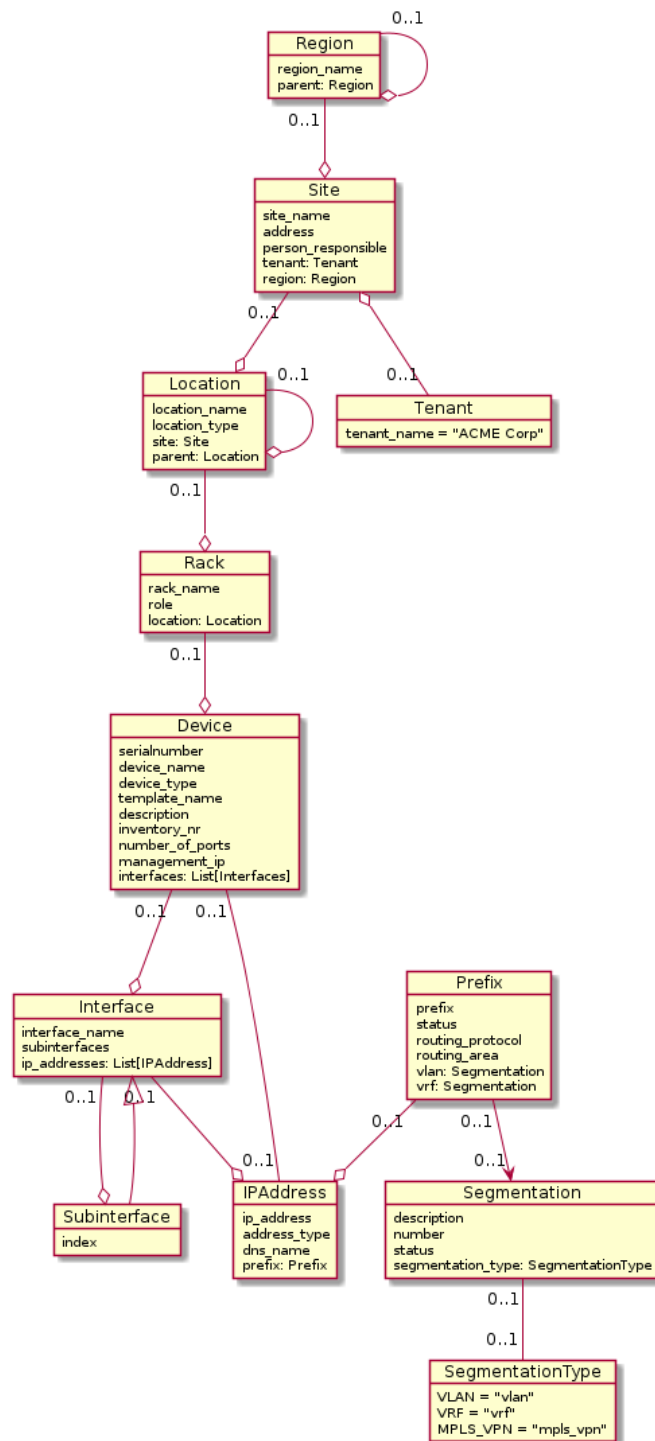 0..1
Region
region_name
parent: Region
0..1
Site
site_name
address
person_responsible
tenant: Tenant
region: Region
0..1
0..1
0..1
Location
location_name
location_type
site: Site
parent: Location
Tenant
tenant_name = "ACME Corp"
0..1
Rack
rack_name
role
location: Location
0..1
Device
serialnumber
device_name
device_type
template_name
description
inventory_nr
number_of_ports
management_ip
interfaces: List[Interfaces]
0..1
0..1
Interface
interface_name
subinterfaces
ip_addresses: List[IPAddress]
Prefix
prefix
status
routing_protocol
routing_area
vlan: Segmentation
vrf: Segmentation
0..1
0..1
0..1
0..1
0..1
0..1
Subinterface
index
IPAddress
ip_address
address_type
dns_name
prefix: Prefix
Segmentation
description
number
status
segmentation_type: SegmentationType
0..1
0..1
SegmentationType
VLAN = "vlan"
VRF = "vrf"
MPLS_VPN = "mpls_vpn"